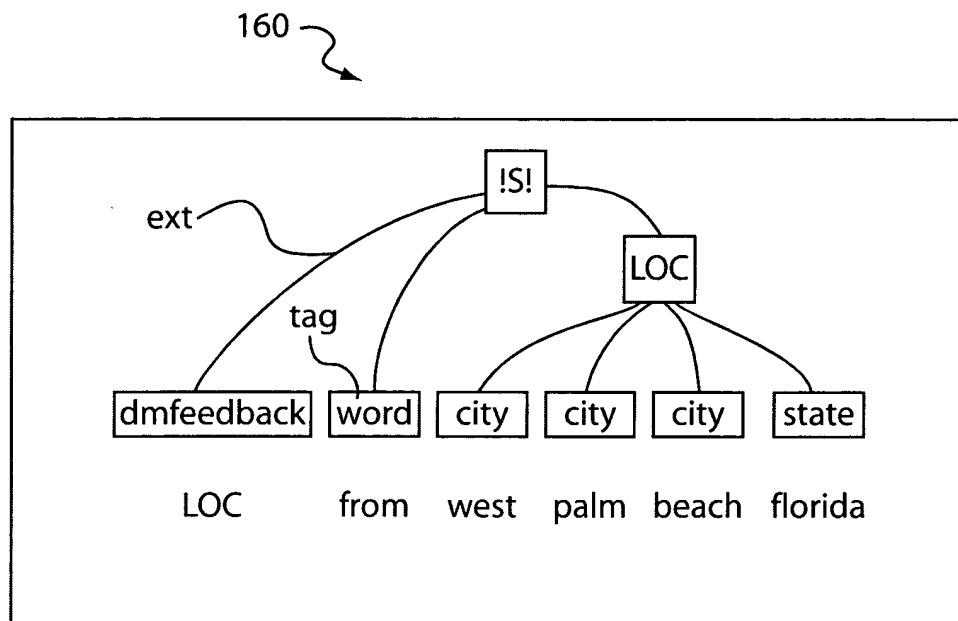 160
!S!
ext
LOC
tag
dmfeedback word city city city state
LOC from west palm beach florida